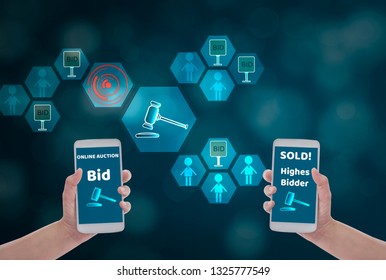 BID
BID
BID
BID
BID
ONLINE AUCTION
Bid
SOLD!
Highes
Bidder
shutterstock.com · 1325777549